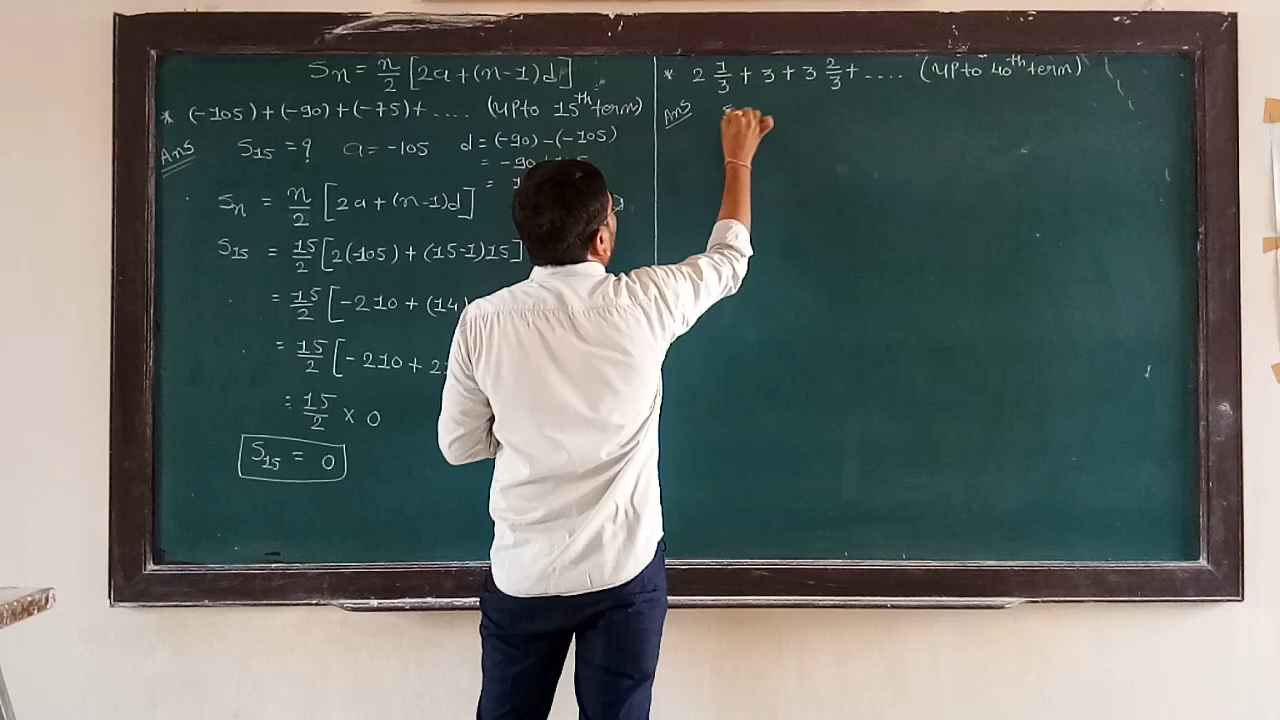 Sn = n/2 [2a + (n-1)d]
* (-105) + (-90) + (-75) + .... (UPto 15th term)
Ans S15 = ? a = -105 d = (-90) - (-105)
= -90
=
Sn = n/2 [2a + (n-1)d]
S15 = 15/2 [2(-105) + (15-1)15]
= 15/2 [-210 + (14)
= 15/2 [-210 + 2
= 15/2 × 0
S15 = 0
* 2 1/3 + 3 + 3 2/3 + .... (UPto 40th term)
Ans